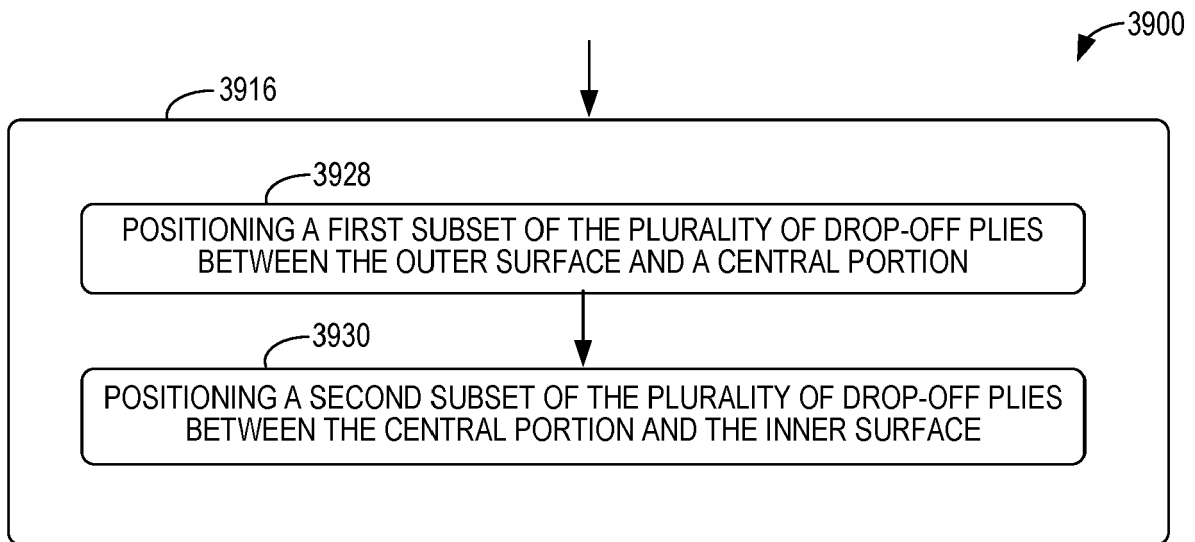 3900
3916
3928
POSITIONING A FIRST SUBSET OF THE PLURALITY OF DROP-OFF PLIES
BETWEEN THE OUTER SURFACE AND A CENTRAL PORTION
3930
POSITIONING A SECOND SUBSET OF THE PLURALITY OF DROP-OFF PLIES
BETWEEN THE CENTRAL PORTION AND THE INNER SURFACE